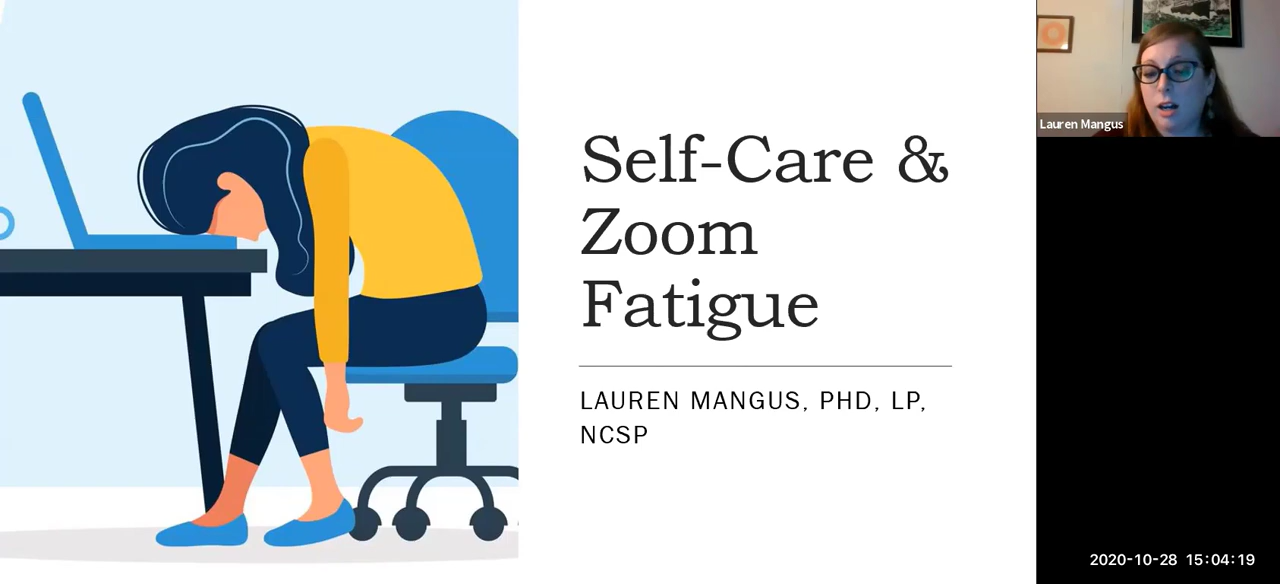 Self-Care &
Zoom
Fatigue
LAUREN MANGUS, PHD, LP,
NCSP
Lauren Mangus
2020-10-28 15:04:19